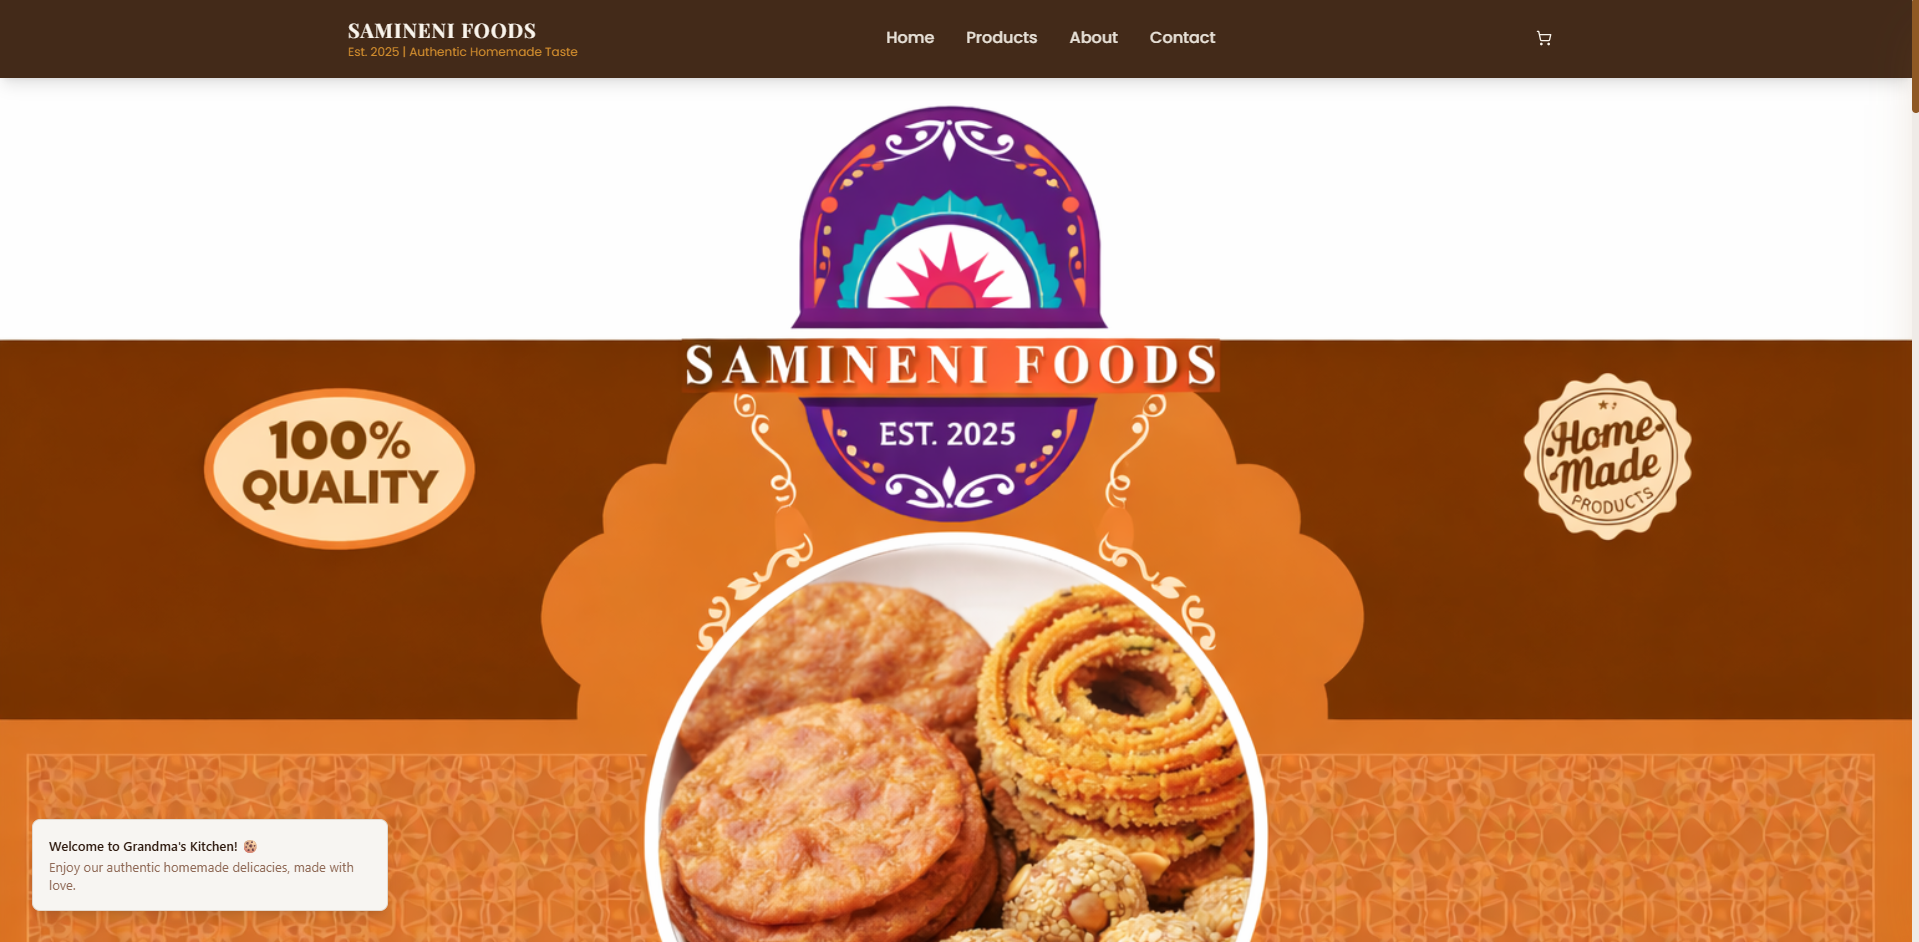 SAMINENI FOODS
Est. 2025 | Authentic Homemade Taste
Home
Products
About
Contact
SAMINENI FOODS
EST. 2025
100%
QUALITY
Home
Made
PRODUCTS
Welcome to Grandma's Kitchen! 🍪
Enjoy our authentic homemade delicacies, made with
love.